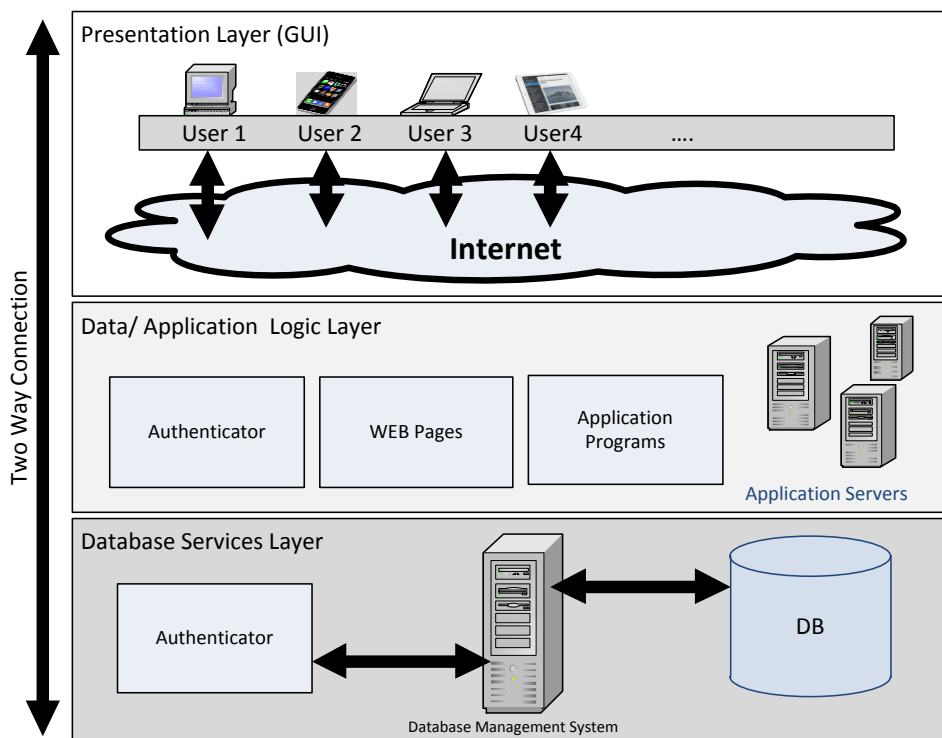 Presentation Layer (GUI)
User 1
User 2
User 3
User4
....
Internet
Two Way Connection
Data/ Application  Logic Layer
Authenticator
WEB Pages
Application
Programs
Application Servers
Database Services Layer
Authenticator
DB
Database Management System